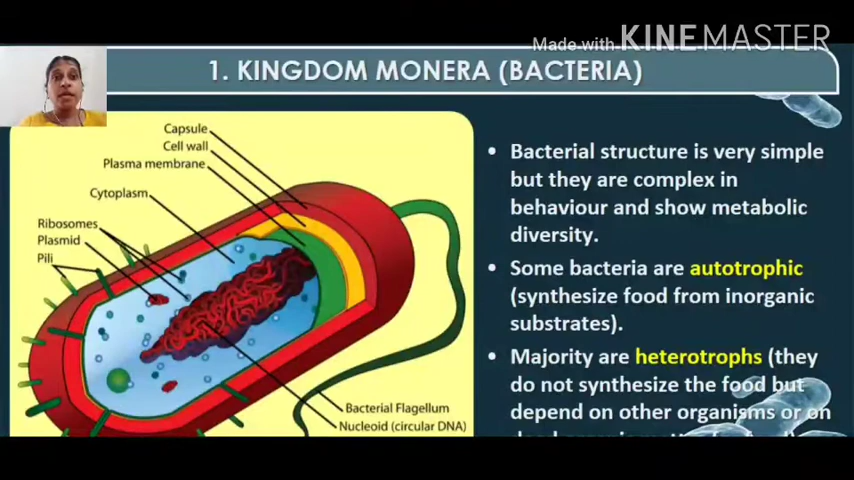 Made with KINEMASTER
1. KINGDOM MONERA (BACTERIA)
Capsule
Cell wall
Plasma membrane
Cytoplasm
Ribosomes
Plasmid
Pili
Bacterial Flagellum
Nucleoid (circular DNA)
• Bacterial structure is very simple
but they are complex in
behaviour and show metabolic
diversity.
• Some bacteria are autotrophic
(synthesize food from inorganic
substrates).
• Majority are heterotrophs (they
do not synthesize the food but
depend on other organisms or on